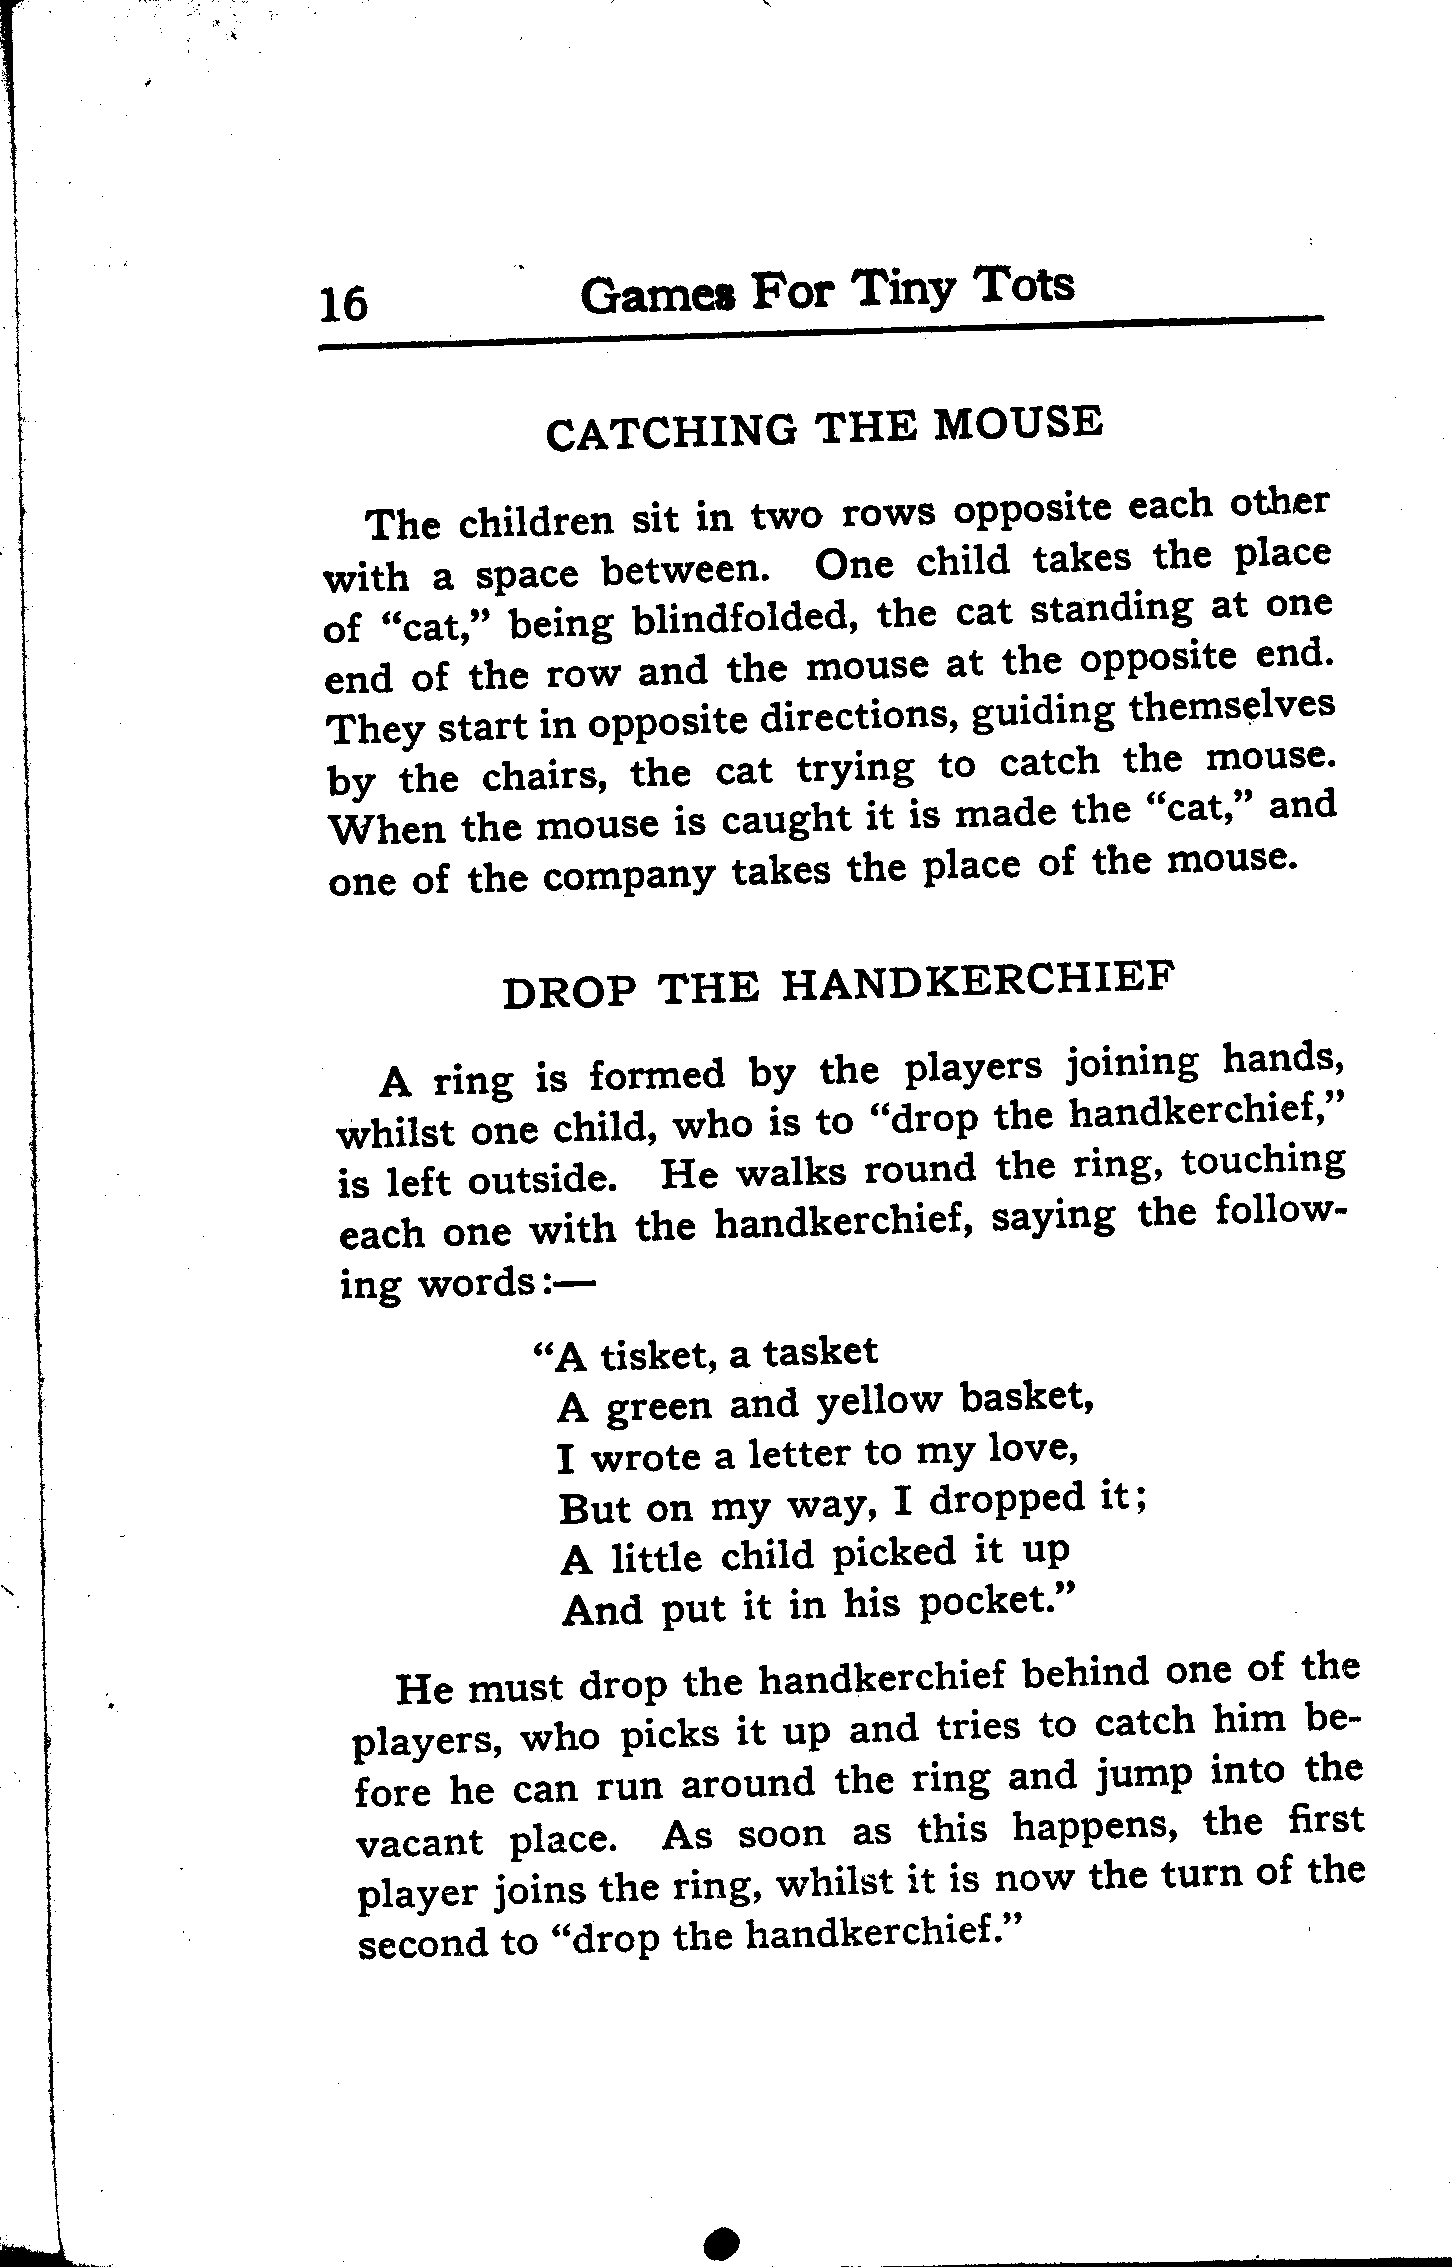 16 Games For Tiny Tots
CATCHING THE MOUSE
The children sit in two rows opposite each other
with a space between. One child takes the place
of “cat,” being blindfolded, the cat standing at one
end of the row and the mouse at the opposite end.
They start in opposite directions, guiding themselves
by the chairs, the cat trying to catch the mouse.
When the mouse is caught it is made the “cat,” and
one of the company takes the place of the mouse.
DROP THE HANDKERCHIEF
A ring is formed by the players joining hands,
whilst one child, who is to “drop the handkerchief,”
is left outside. He walks round the ring, touching
each one with the handkerchief, saying the follow-
ing words:—
“A tisket, a tasket
A green and yellow basket,
I wrote a letter to my love,
But on my way, I dropped it;
A little child picked it up
And put it in his pocket.”
He must drop the handkerchief behind one of the
players, who picks it up and tries to catch him be-
fore he can run around the ring and jump into the
vacant place. As soon as this happens, the first
player joins the ring, whilst it is now the turn of the
second to “drop the handkerchief.”